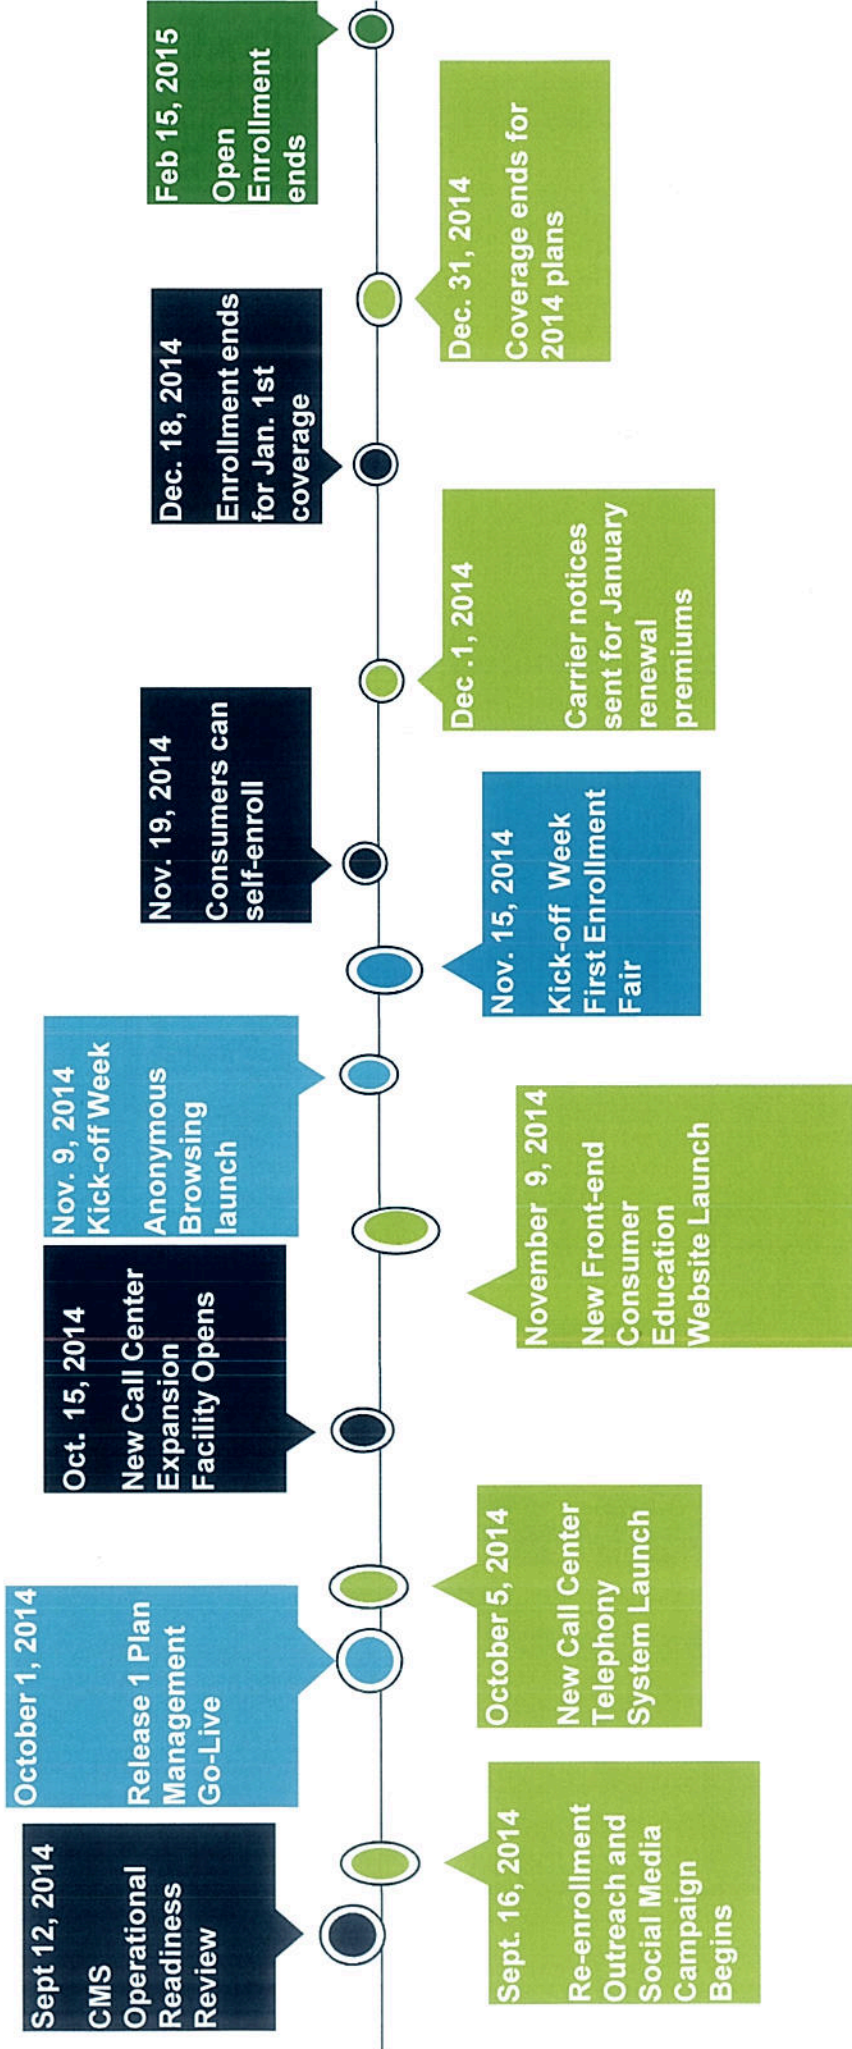 Sept 12, 2014
CMS
Operational
Readiness
Review
Sept. 16, 2014
Re-enrollment
Outreach and
Social Media
Campaign
Begins
October 1, 2014
Release 1 Plan
Management
Go-Live
October 5, 2014
New Call Center
Telephony
System Launch
Oct. 15, 2014
New Call Center
Expansion
Facility Opens
November  9, 2014
New Front-end
Consumer
Education
Website Launch
Nov. 9, 2014
Kick-off Week
Anonymous
Browsing
launch
Nov. 15, 2014
Kick-off  Week
First Enrollment
Fair
Nov. 19, 2014
Consumers can
self-enroll
Dec .1, 2014
Carrier notices
sent for January
renewal
premiums
Dec. 18, 2014
Enrollment ends
for Jan. 1st
coverage
Dec. 31, 2014
Coverage ends for
2014 plans
Feb 15, 2015
Open
Enrollment
ends